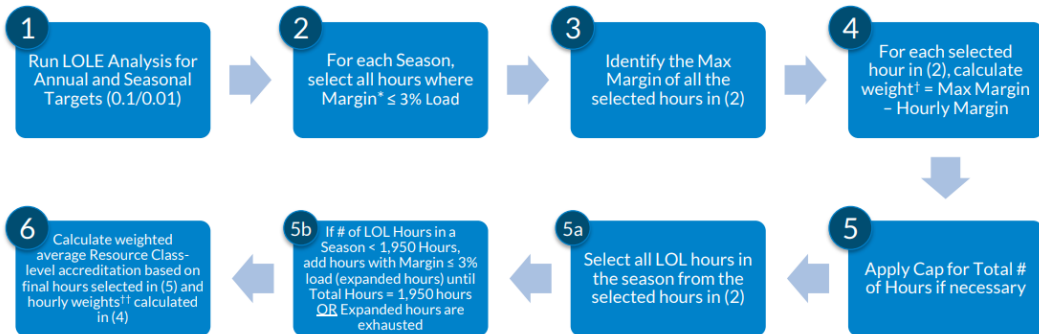 1
Run LOLE Analysis for
Annual and Seasonal
Targets (0.1/0.01)
2
For each Season,
select all hours where
Margin* ≤ 3% Load
3
Identify the Max
Margin of all the
selected hours in (2)
4
For each selected
hour in (2), calculate
weight† = Max Margin
– Hourly Margin
5
Apply Cap for Total #
of Hours if necessary
5a
Select all LOL hours in
the season from the
selected hours in (2)
5b
If # of LOL Hours in a
Season < 1,950 Hours,
add hours with Margin ≤ 3%
load (expanded hours) until
Total Hours = 1,950 hours
OR Expanded hours are
exhausted
6
Calculate weighted
average Resource Class-
level accreditation based on
final hours selected in (5) and
hourly weights†† calculated
in (4)